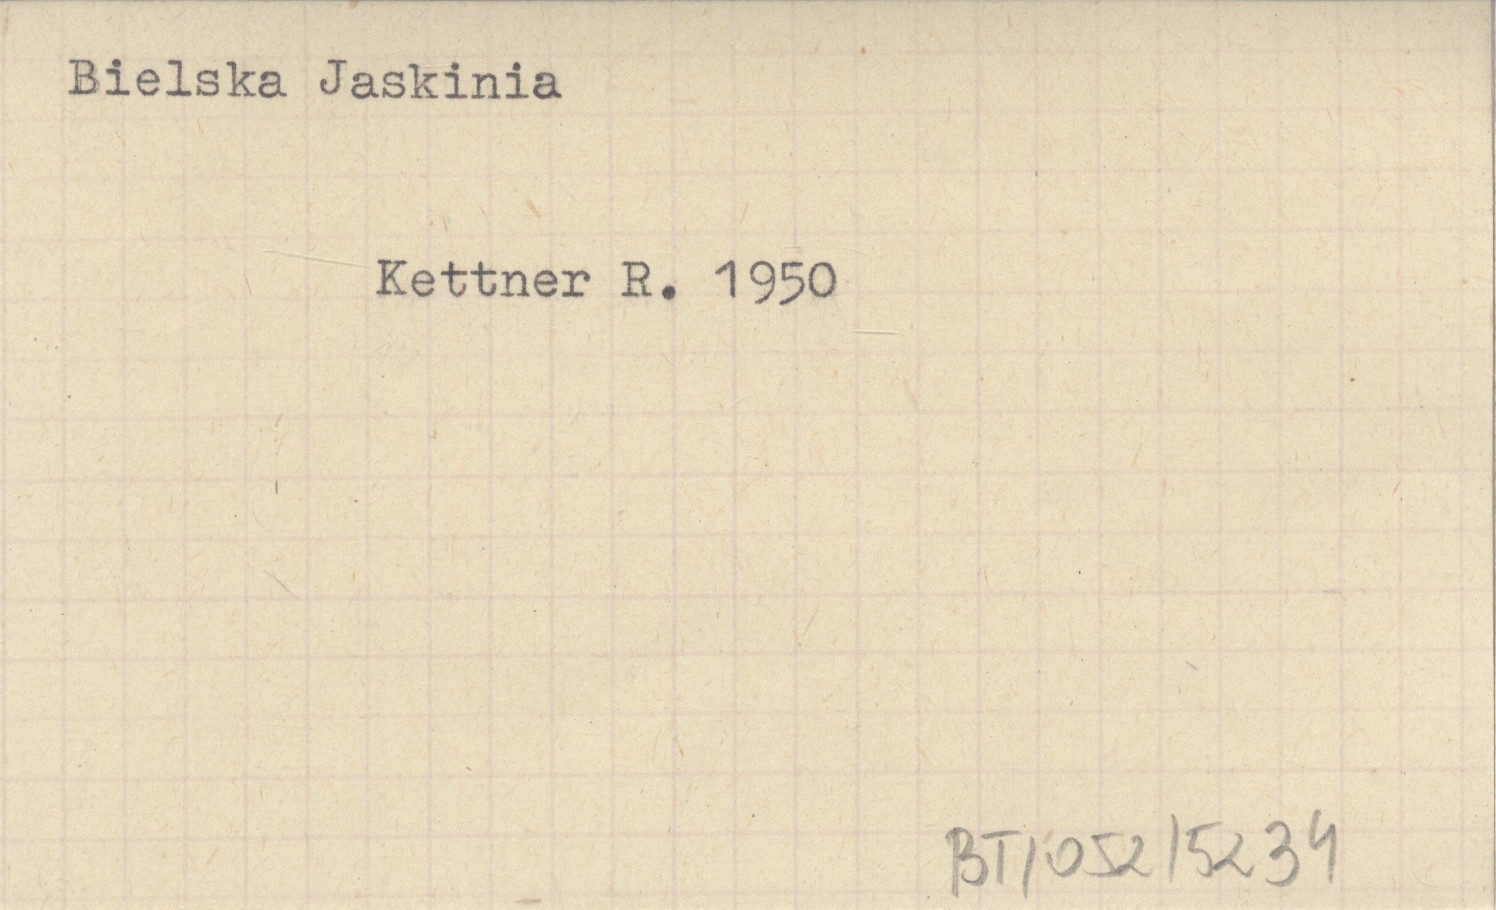 Bielska Jaskinia
Kettner R. 1950
BT/052/5234